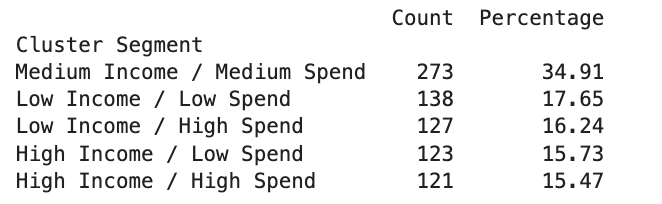 Count Percentage
Cluster Segment
Medium Income / Medium Spend 273 34.91
Low Income / Low Spend 138 17.65
Low Income / High Spend 127 16.24
High Income / Low Spend 123 15.73
High Income / High Spend 121 15.47